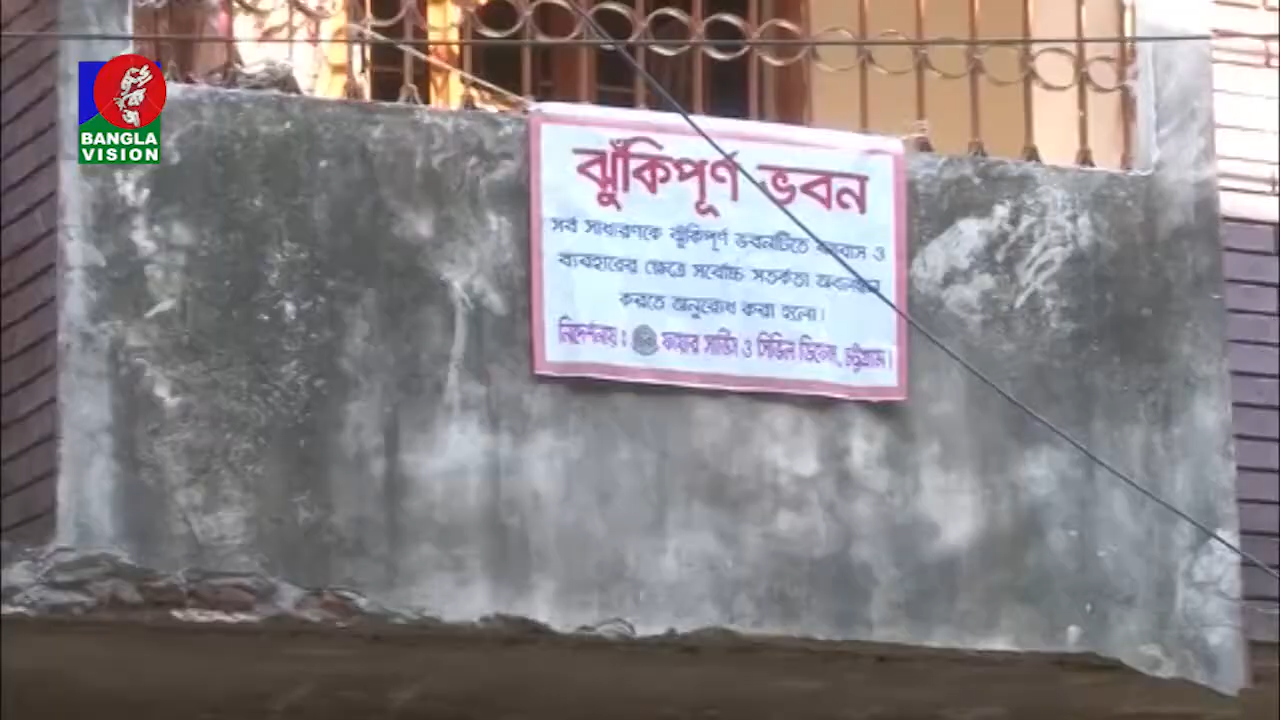 BANGLA
VISION
ঝুঁকিপূর্ণ ভবন
সর্ব সাধারণকে ঝুঁকিপূর্ণ ভবনটিতে বসবাস ও
ব্যবহারের ক্ষেত্রে সর্বোচ্চ সতর্কতা অবলম্বন
করতে অনুরোধ করা হলো।
নির্দেশনায় : ফায়ার সার্ভিস ও সিভিল ডিফেন্স, চট্টগ্রাম।